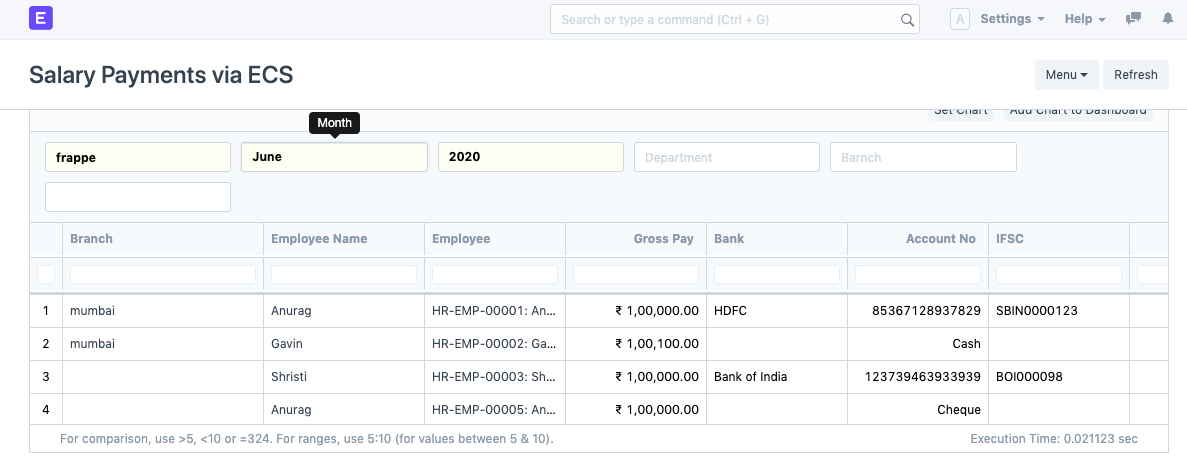 E
Search or type a command (Ctrl + G)
A Settings Help
Salary Payments via ECS
Menu Refresh
Set Chart Add Chart to Dashboard
Month
frappe June 2020 Department Barnch
Branch Employee Name Employee Gross Pay Bank Account No IFSC
1 mumbai Anurag HR-EMP-00001: An... ₹ 1,00,000.00 HDFC 85367128937829 SBIN0000123
2 mumbai Gavin HR-EMP-00002: Ga... ₹ 1,00,100.00 Cash
3 Shristi HR-EMP-00003: Sh... ₹ 1,00,000.00 Bank of India 123739463933939 BOI000098
4 Anurag HR-EMP-00005: An... ₹ 1,00,000.00 Cheque
For comparison, use >5, <10 or =324. For ranges, use 5:10 (for values between 5 & 10). Execution Time: 0.021123 sec